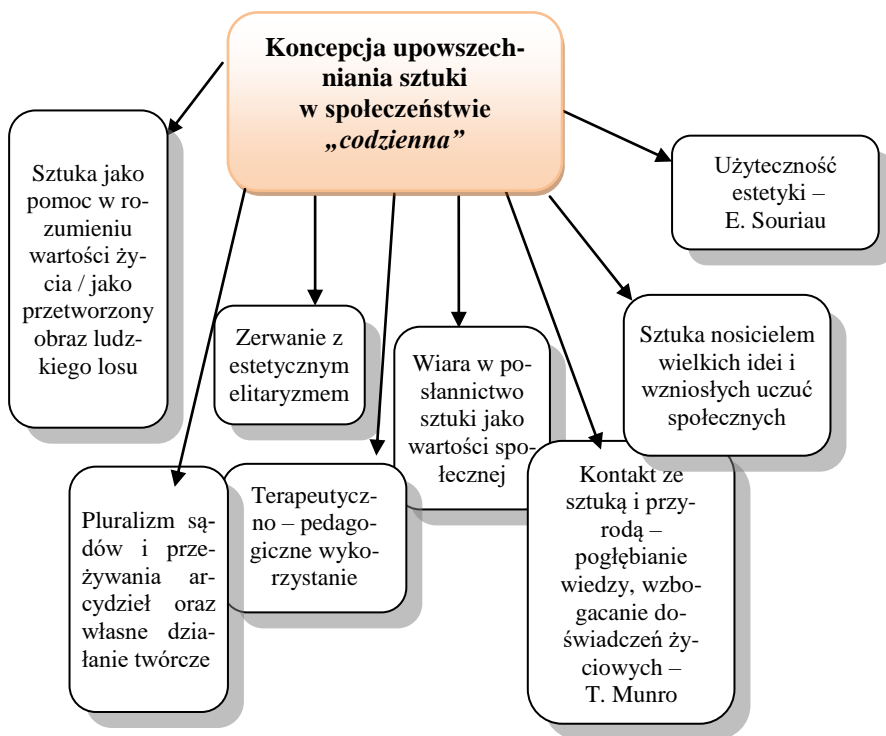 Koncepcja upowszech-
niania sztuki
w społeczeństwie
„codzienna”
Sztuka jako
pomoc w ro-
zumieniu
wartości ży-
cia / jako
przetworzony
obraz ludz-
kiego losu
Użyteczność
estetyki –
E. Souriau
Zerwanie z
estetycznym
elitaryzmem
Wiara w po-
słannictwo
sztuki jako
wartości spo-
łecznej
Sztuka nosicielem
wielkich idei i
wzniosłych uczuć
społecznych
Pluralizm są-
dów i prze-
żywania ar-
cydzieł oraz
własne dzia-
łanie twórcze
Terapeutycz-
no – pedago-
giczne wyko-
rzystanie
Kontakt ze
sztuką i przy-
rodą –
pogłębianie
wiedzy, wzbo-
gacanie do-
świadczeń ży-
ciowych –
T. Munro